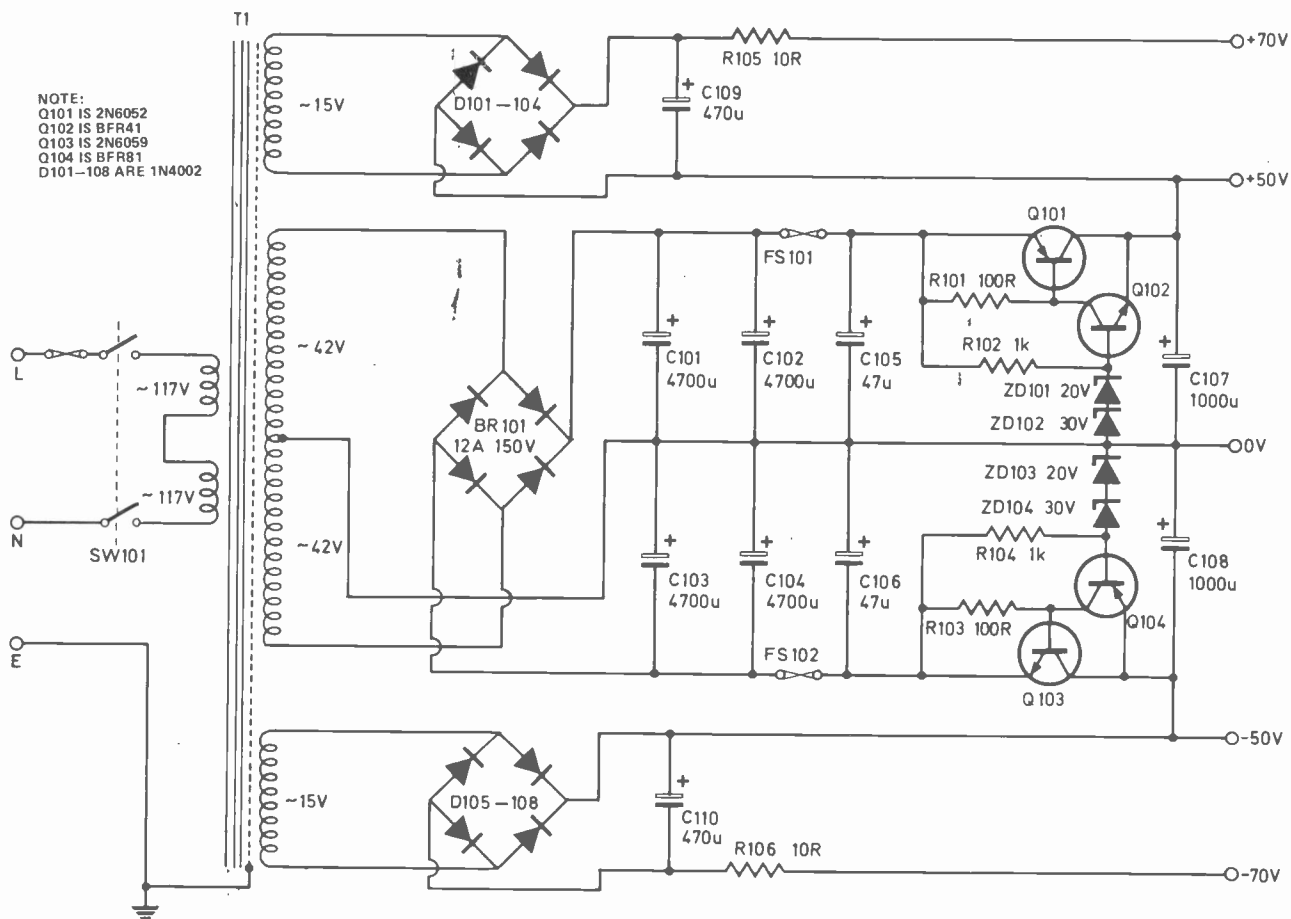 T1
NOTE:
Q101 IS 2N6052
Q102 IS BFR41
Q103 IS 2N6059
Q104 IS BFR81
D101–108 ARE 1N4002
~15V
D101–104
R105 10R
C109
470u
+70V
+50V
L
~117V
~117V
N
SW101
E
~42V
~42V
BR101
12A 150V
C101
4700u
C102
4700u
FS101
C105
47u
R101 100R
R102 1k
Q101
Q102
ZD101 20V
ZD102 30V
C107
1000u
0V
ZD103 20V
ZD104 30V
C103
4700u
C104
4700u
C106
47u
R104 1k
R103 100R
Q104
Q103
C108
1000u
FS102
~15V
D105–108
C110
470u
R106 10R
-50V
-70V